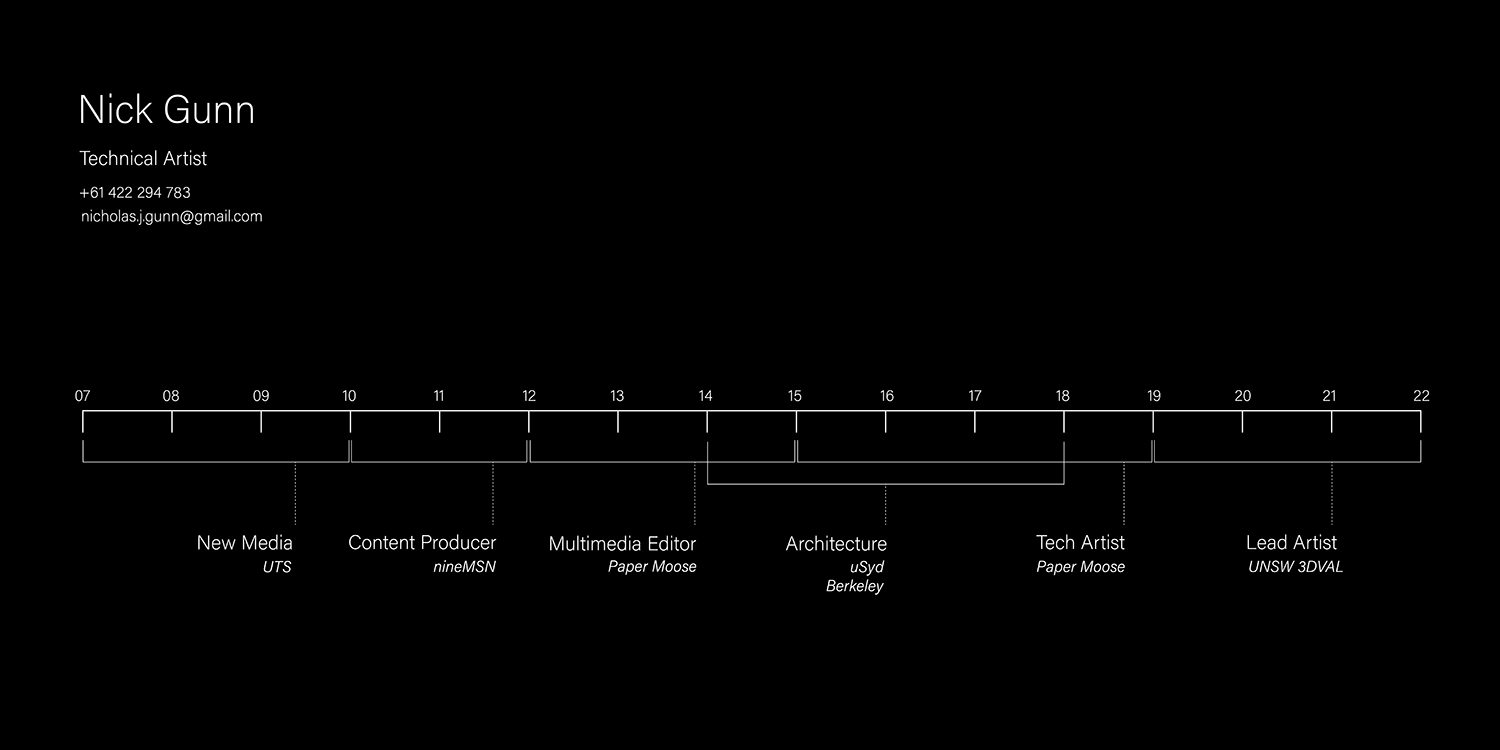 Nick Gunn
Technical Artist
+61 422 294 783
nicholas.j.gunn@gmail.com
07 08 09 10 11 12 13 14 15 16 17 18 19 20 21 22
New Media
UTS
Content Producer
nineMSN
Multimedia Editor
Paper Moose
Architecture
uSyd
Berkeley
Tech Artist
Paper Moose
Lead Artist
UNSW 3DVAL